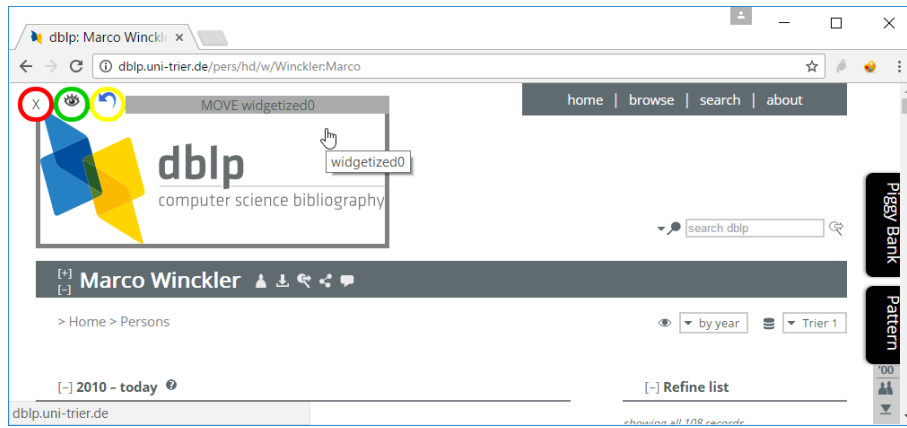 dblp: Marco Winckle
dblp.uni-trier.de/pers/hd/w/Winckler:Marco
X
MOVE widgetized0
home | browse | search | about
widgetized0
dblp
computer science bibliography
search dblp
Piggy Bank
[+]
[-]
Marco Winckler
> Home > Persons
by year
Trier 1
Pattern
[-] 2010 – today ?
[-] Refine list
'00
showing all 108 records
dblp.uni-trier.de